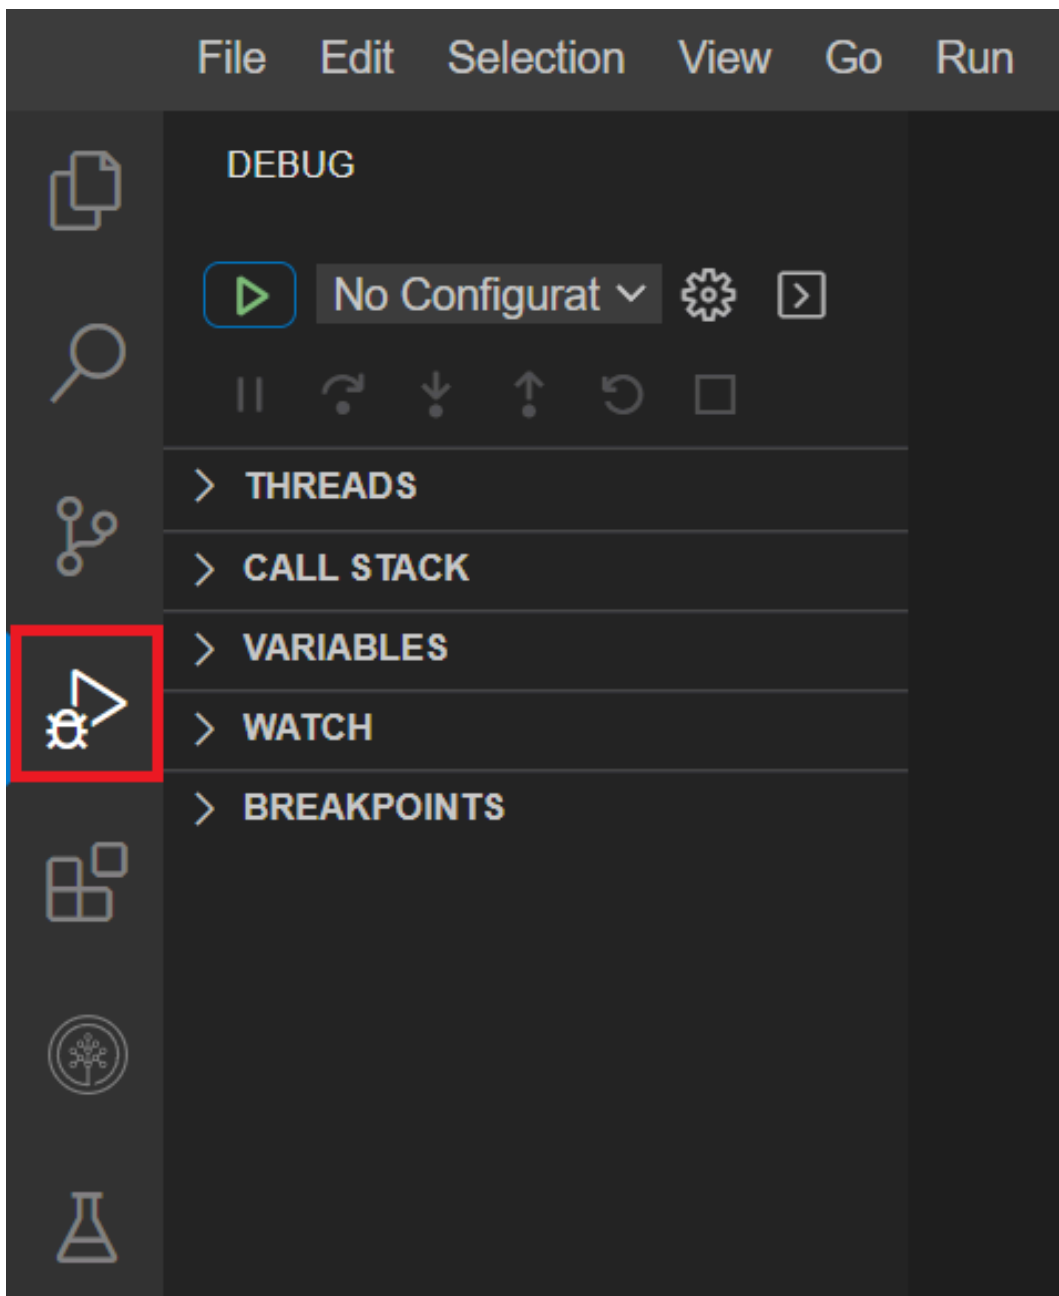 File Edit Selection View Go Run
DEBUG
No Configurat
THREADS
CALL STACK
VARIABLES
WATCH
BREAKPOINTS